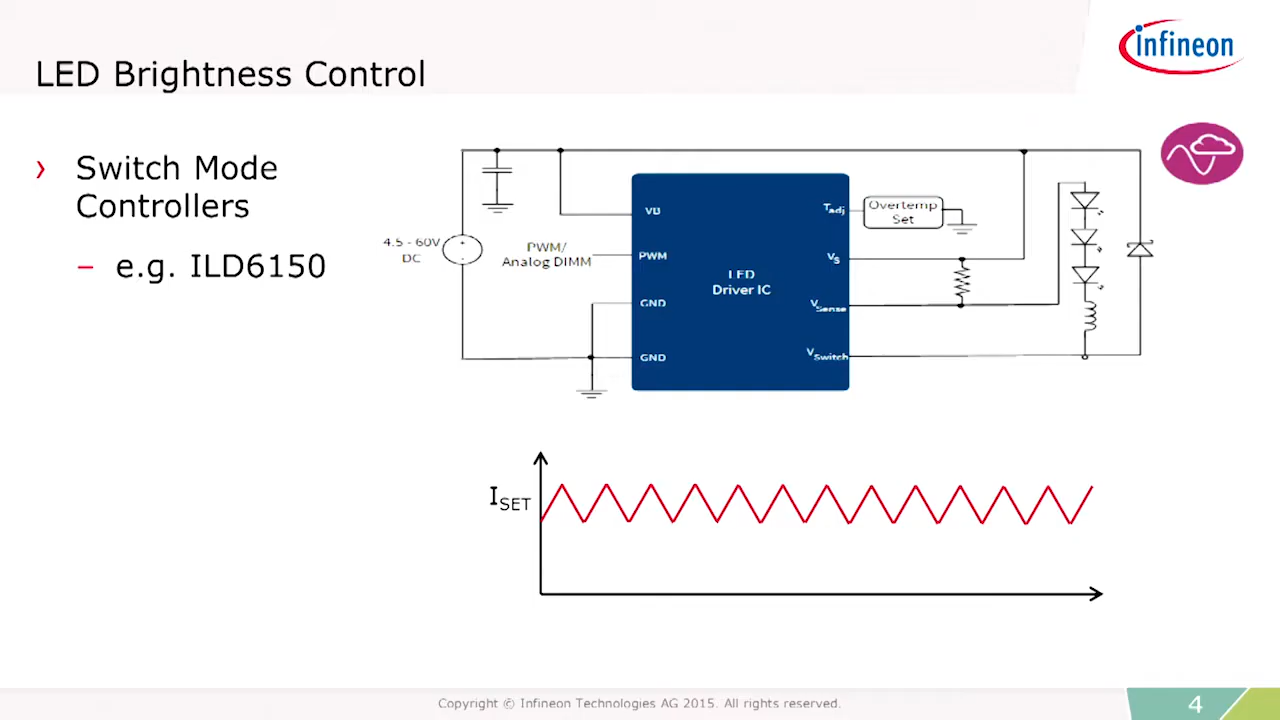 LED Brightness Control
infineon
› Switch Mode
Controllers
– e.g. ILD6150
4.5 - 60V
DC
+
-
PWM/
Analog DIMM
VB
PWM
GND
GND
LED
Driver IC
Tadj
Vs
VSense
VSwitch
Overtemp
Set
ISET
Copyright © Infineon Technologies AG 2015. All rights reserved.
4